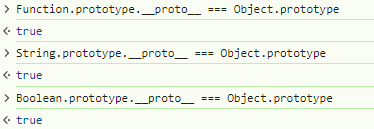 > Function.prototype.__proto__ === Object.prototype
< true
> String.prototype.__proto__ === Object.prototype
< true
> Boolean.prototype.__proto__ === Object.prototype
< true